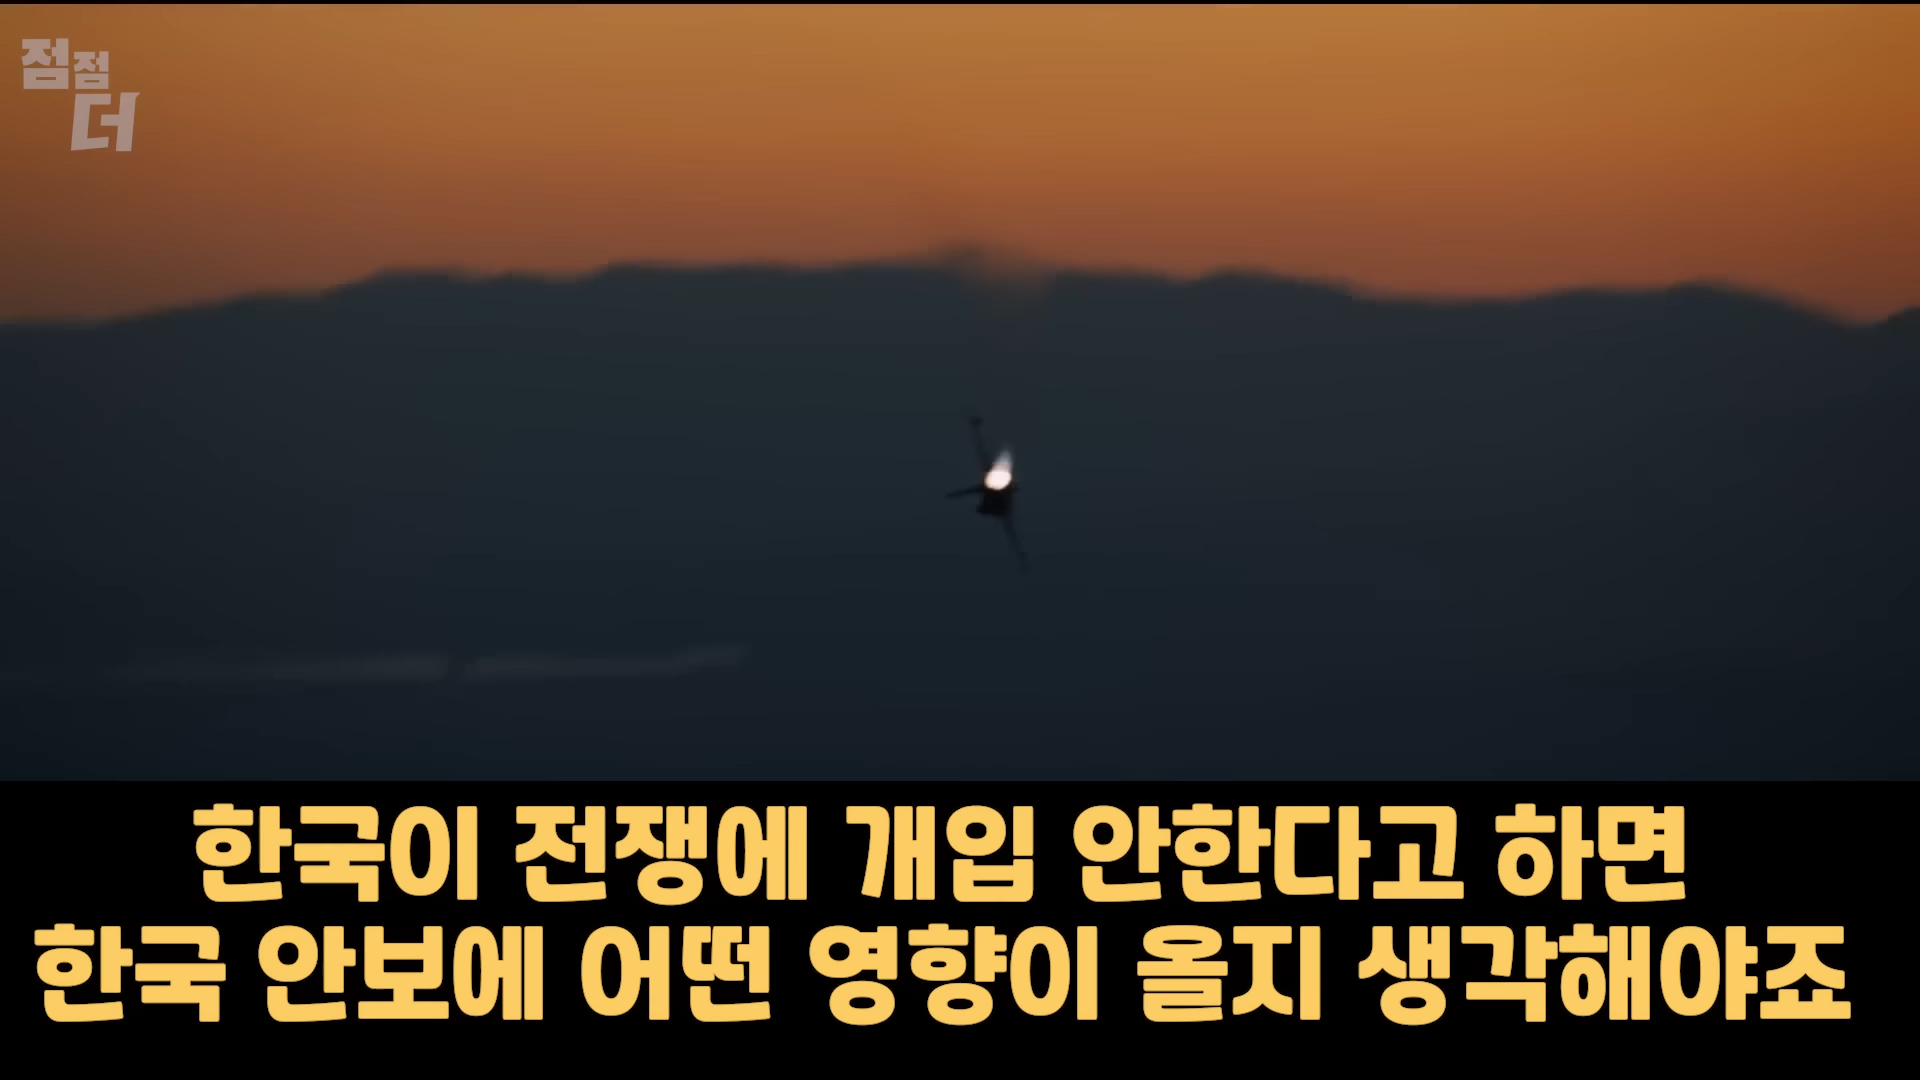 점점
더
한국이 전쟁에 개입 안한다고 하면
한국 안보에 어떤 영향이 올지 생각해야죠